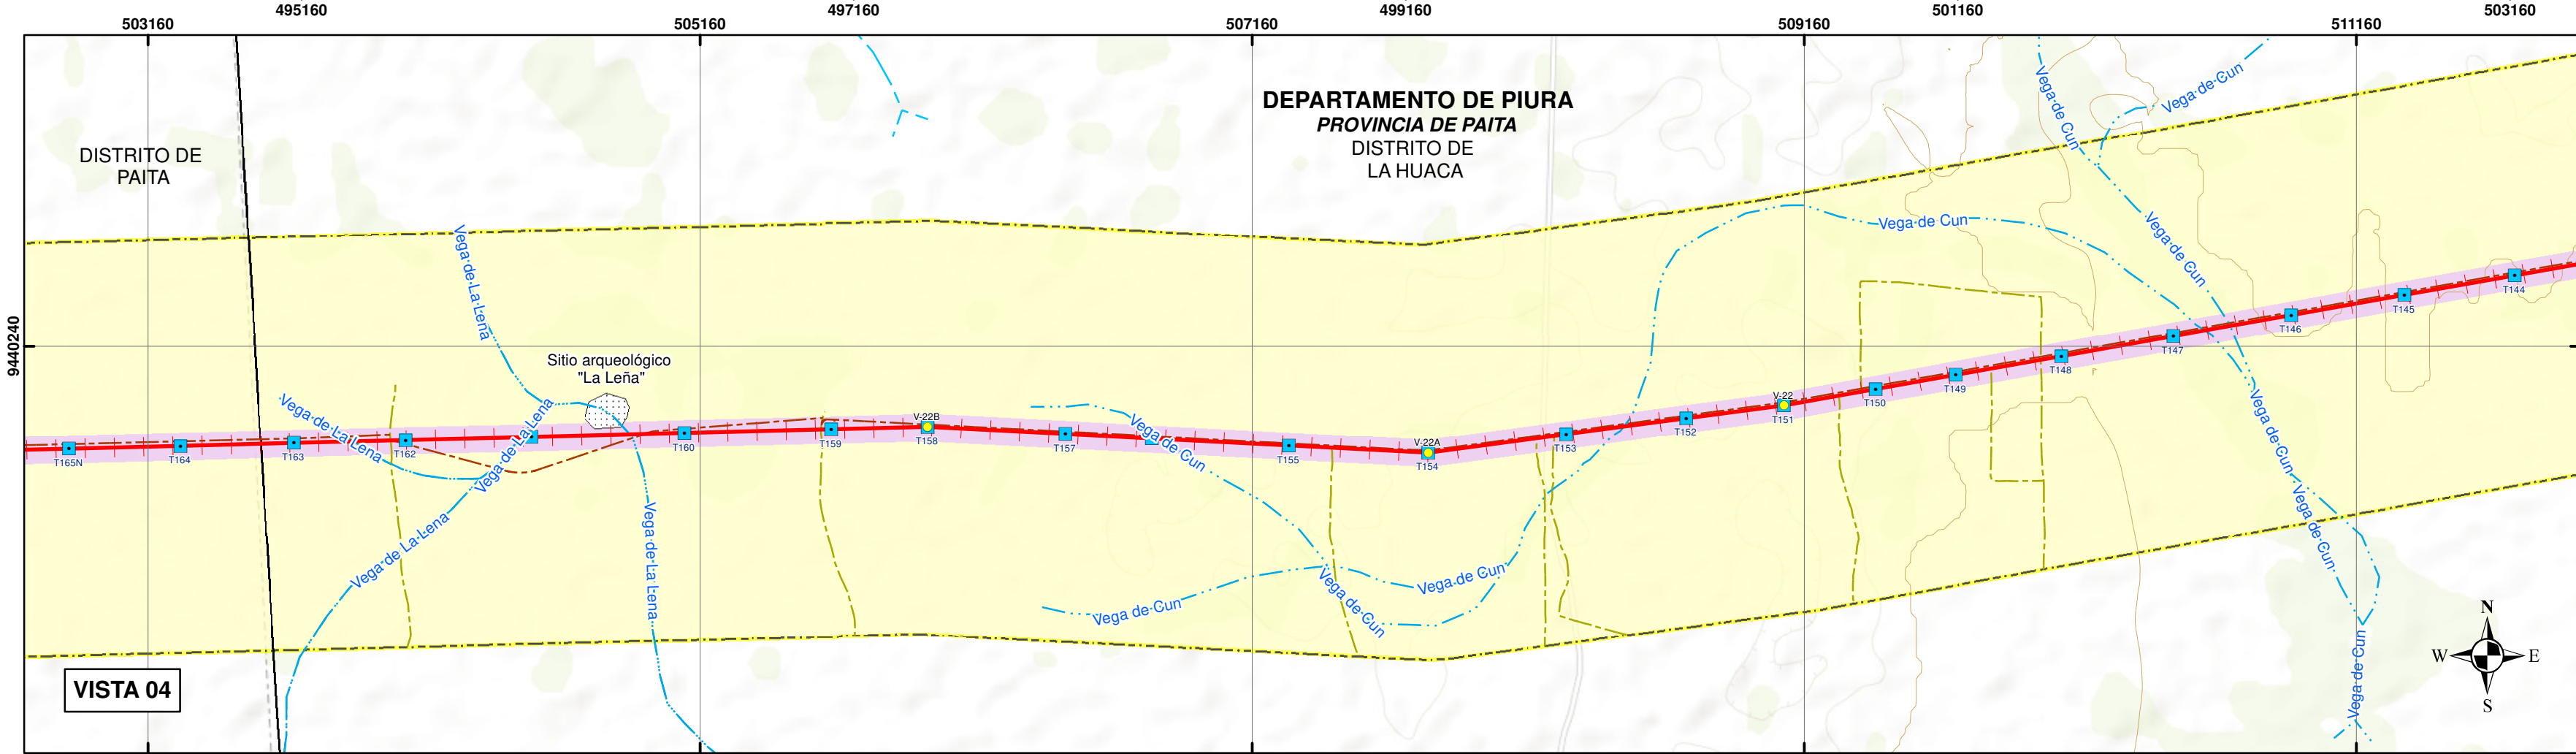 495160
497160
499160
501160
503160
503160
505160
507160
509160
511160
9440240
DEPARTAMENTO DE PIURA
PROVINCIA DE PAITA
DISTRITO DE
LA HUACA
DISTRITO DE
PAITA
Vega de Cun
Vega de Cun
Vega de Cun
Vega de Cun
Vega de La Lena
Sitio arqueológico
"La Leña"
Vega de La Lena
Vega de La Lena
Vega de La Lena
Vega de La Lena
Vega de Cun
Vega de Cun
Vega de Cun
Vega de Cun
Vega de Cun
Vega de Cun
Vega de Cun
T165N
T164
T163
T162
T160
T159
V-22B
T158
T157
T155
V-22A
T154
T153
T152
V-22
T151
T150
T149
T148
T147
T146
T145
T144
VISTA 04
N
W
E
S